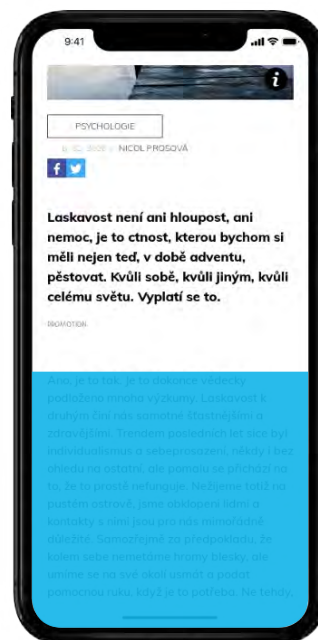 9:41
i
PSYCHOLOGIE
NICOL PROSOVÁ
f
Laskavost není ani hloupost, ani
nemoc, je to ctnost, kterou bychom si
měli nejen teď, v době adventu,
pěstovat. Kvůli sobě, kvůli jiným, kvůli
celému světu. Vyplatí se to.
PROMOTION
Ano, je to tak, je to dokonce vědecky
podloženo mnoha výzkumy. Laskavost k
druhým činí nás samotné šťastnějšími a
zdravějšími. Trendem posledních let sice byl
individualismus a sebeprosazení, někdy i bez
ohledu na ostatní, ale pomalu se přichází na
to, že to prostě nefunguje. Nežijeme totiž na
pustém ostrově, jsme obklopeni lidmi a
kontakty s nimi jsou pro nás mimořádně
důležité. Samozřejmě za předpokladu, že
kolem sebe nemetáme hromy blesky, ale
umíme se na své okolí usmát a podat
pomocnou ruku, když je to potřeba. Ne tehdy,